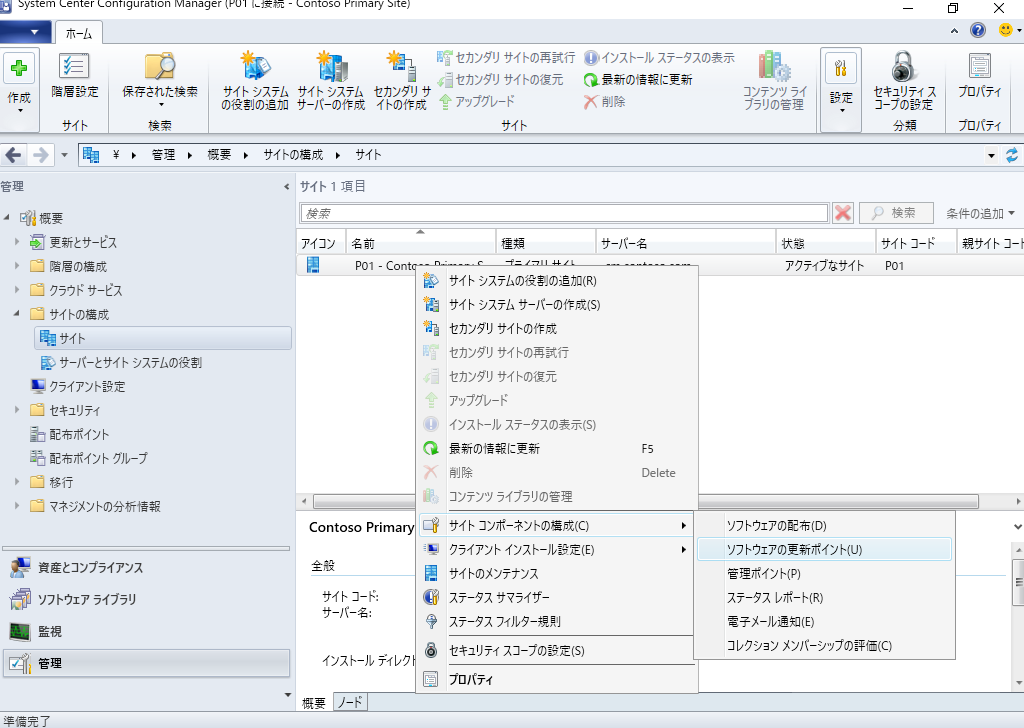 System Center Configuration Manager (P01 に接続 - Contoso Primary Site)
ホーム
作成
階層設定
サイト
保存された検索
検索
サイト システム
の役割の追加
サイト システム
サーバーの作成
セカンダリ サ
イトの作成
セカンダリ サイトの再試行
セカンダリ サイトの復元
アップグレード
インストール ステータスの表示
最新の情報に更新
削除
サイト
コンテンツ ライ
ブラリの管理
設定
セキュリティ ス
コープの設定
分類
プロパティ
プロパティ
¥ 管理 概要 サイトの構成 サイト
管理
概要
更新とサービス
階層の構成
クラウド サービス
サイトの構成
サイト
サーバーとサイト システムの役割
クライアント設定
セキュリティ
配布ポイント
配布ポイント グループ
移行
マネジメントの分析情報
資産とコンプライアンス
ソフトウェア ライブラリ
監視
管理
準備完了
サイト 1 項目
検索
検索
条件の追加
アイコン 名前 種類 サーバー名 状態 サイト コード 親サイト コー
P01 - Contoso Primary S プライマリ サイト cm.contoso.com アクティブなサイト P01
サイト システムの役割の追加(R)
サイト システム サーバーの作成(S)
セカンダリ サイトの作成
セカンダリ サイトの再試行
セカンダリ サイトの復元
アップグレード
インストール ステータスの表示(S)
最新の情報に更新 F5
削除 Delete
コンテンツ ライブラリの管理
サイト コンポーネントの構成(C)
クライアント インストール設定(E)
サイトのメンテナンス
ステータス サマライザー
ステータス フィルター規則
セキュリティ スコープの設定(S)
プロパティ
ソフトウェアの配布(D)
ソフトウェアの更新ポイント(U)
管理ポイント(P)
ステータス レポート(R)
電子メール通知(E)
コレクション メンバーシップの評価(C)
Contoso Primary
全般
サイト コード:
サーバー名:
インストール ディレクト
概要 ノード